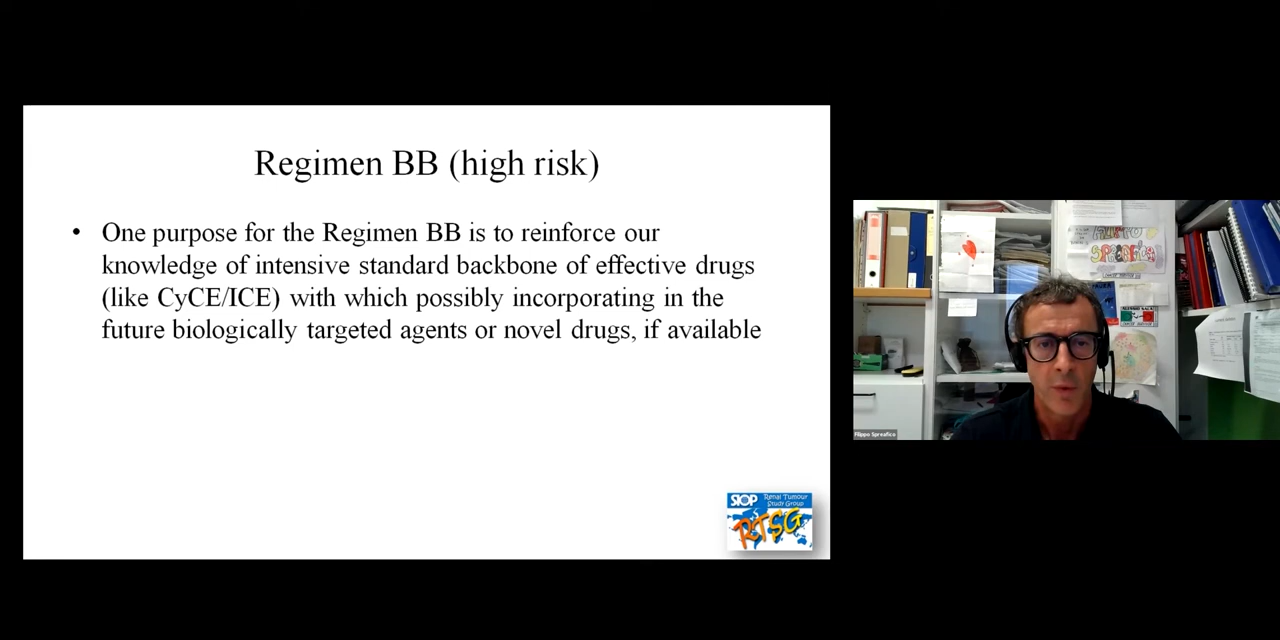 Regimen BB (high risk)
• One purpose for the Regimen BB is to reinforce our
knowledge of intensive standard backbone of effective drugs
(like CyCE/ICE) with which possibly incorporating in the
future biologically targeted agents or novel drugs, if available
SIOP
Renal Tumour
Study Group
RTSG
Filippo Spreafico